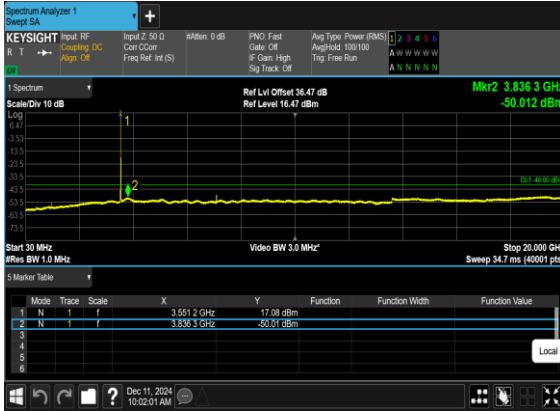 Spectrum Analyzer 1
Swept SA
+
KEYSIGHT Input: RF Input Z: 50 Ω #Atten: 0 dB PNO: Fast Avg Type: Power (RMS) 1 2 3 4 5 6
R T Coupling: DC Corr CCorr Gate: Off Avg|Hold: 100/100 A W W W W W
Align: Off Freq Ref: Int (S) IF Gain: High Trig: Free Run
Sig Track: Off A N N N N N
1 Spectrum Ref Lvl Offset 36.47 dB Mkr2 3.836 3 GHz
Scale/Div 10 dB Ref Level 16.47 dBm -50.012 dBm
Log
6.47
-3.53
-13.5
-23.5
-33.5
-43.5
-53.5
-63.5
-73.5
1
2
DL1 -40.00 dBm
Start 30 MHz Video BW 3.0 MHz* Stop 20.000 GHz
#Res BW 1.0 MHz Sweep 34.7 ms (40001 pts)
5 Marker Table
Mode Trace Scale X Y Function Function Width Function Value
1 N 1 f 3.551 2 GHz 17.08 dBm
2 N 1 f 3.836 3 GHz -50.01 dBm
3
4
5
6
Local
? Dec 11, 2024
10:02:01 AM